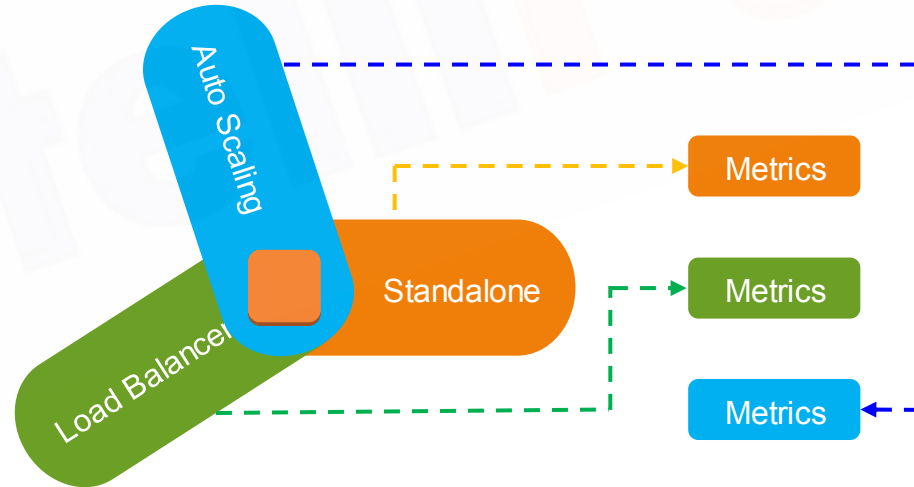 Auto Scaling
Metrics
Standalone
Metrics
Load Balancer
Metrics